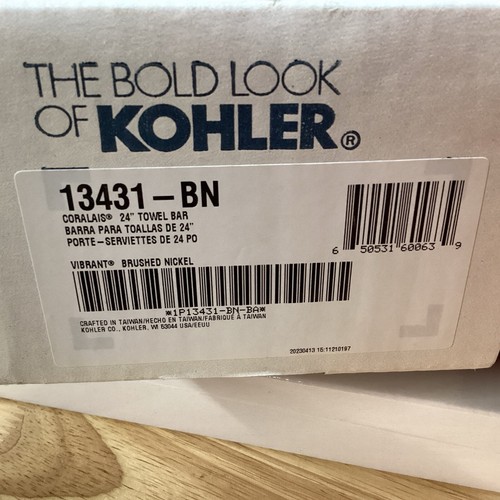 THE BOLD LOOK
OF KOHLER®
13431-BN
CORALAIS® 24" TOWEL BAR
BARRA PARA TOALLAS DE 24"
PORTE-SERVIETTES DE 24 PO
6 50531 60063 9
VIBRANT® BRUSHED NICKEL
*1P13431-BN-BA*
CRAFTED IN TAIWAN/HECHO EN TAIWAN/FABRIQUÉ À TAIWAN
KOHLER CO., KOHLER, WI 53044 USA/EEUU
20230413 15:11210197